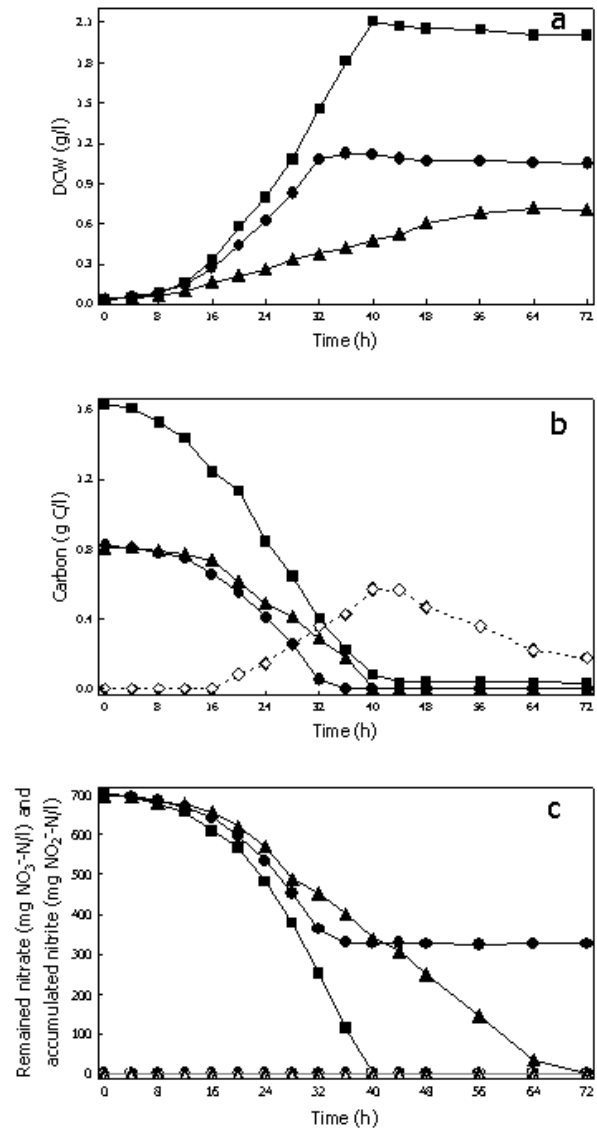 a
2.1
1.8
1.5
1.2
0.9
0.6
0.3
0.0
DCW (g/l)
0 8 16 24 32 40 48 56 64 72
Time (h)
b
1.6
1.2
0.8
0.4
0.0
Carbon (g C/l)
0 8 16 24 32 40 48 56 64 72
Time (h)
c
700
600
500
400
300
200
100
0
Remained nitrate (mg NO₃⁻-N/l) and
accumulated nitrite (mg NO₂⁻-N/l)
0 8 16 24 32 40 48 56 64 72
Time (h)